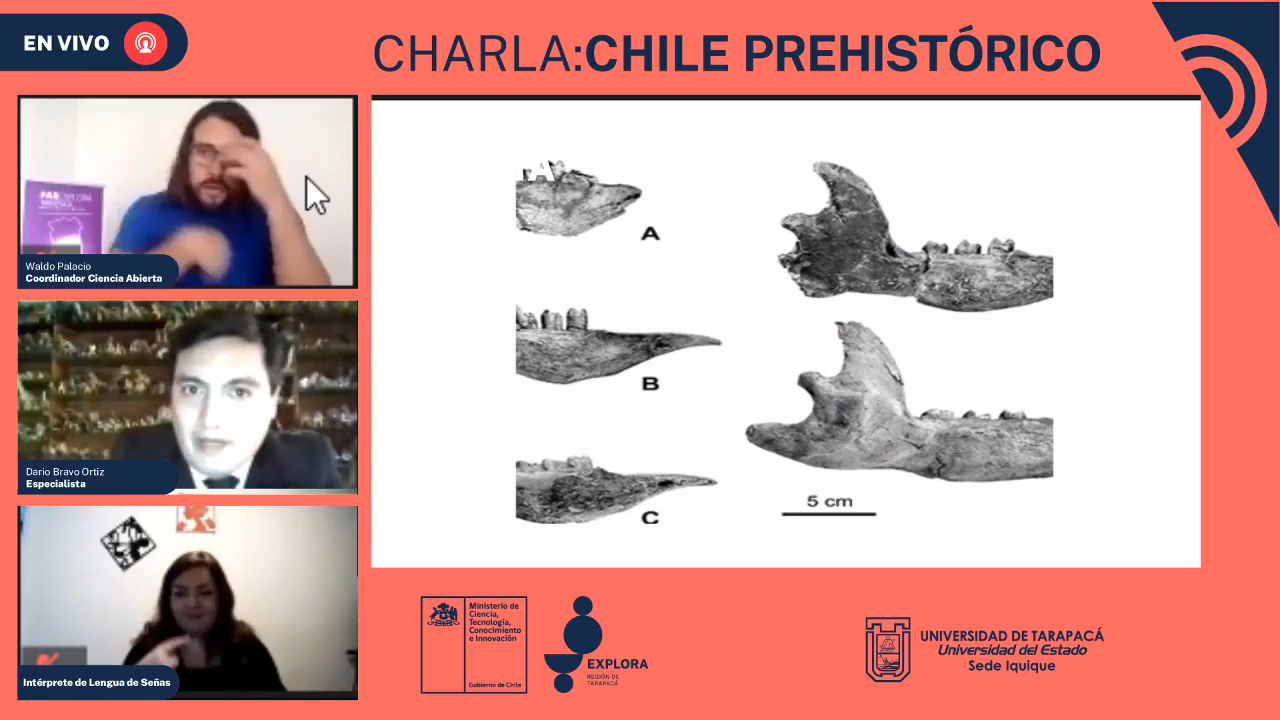 EN VIVO
CHARLA:CHILE PREHISTÓRICO
Waldo Palacio
Coordinador Ciencia Abierta
Dario Bravo Ortiz
Especialista
Intérprete de Lengua de Señas
A
B
C
5 cm
Ministerio de
Ciencia,
Tecnología,
Conocimiento
e Innovación
Gobierno de Chile
EXPLORA
REGIÓN DE
TARAPACÁ
UNIVERSIDAD DE TARAPACÁ
Universidad del Estado
Sede Iquique